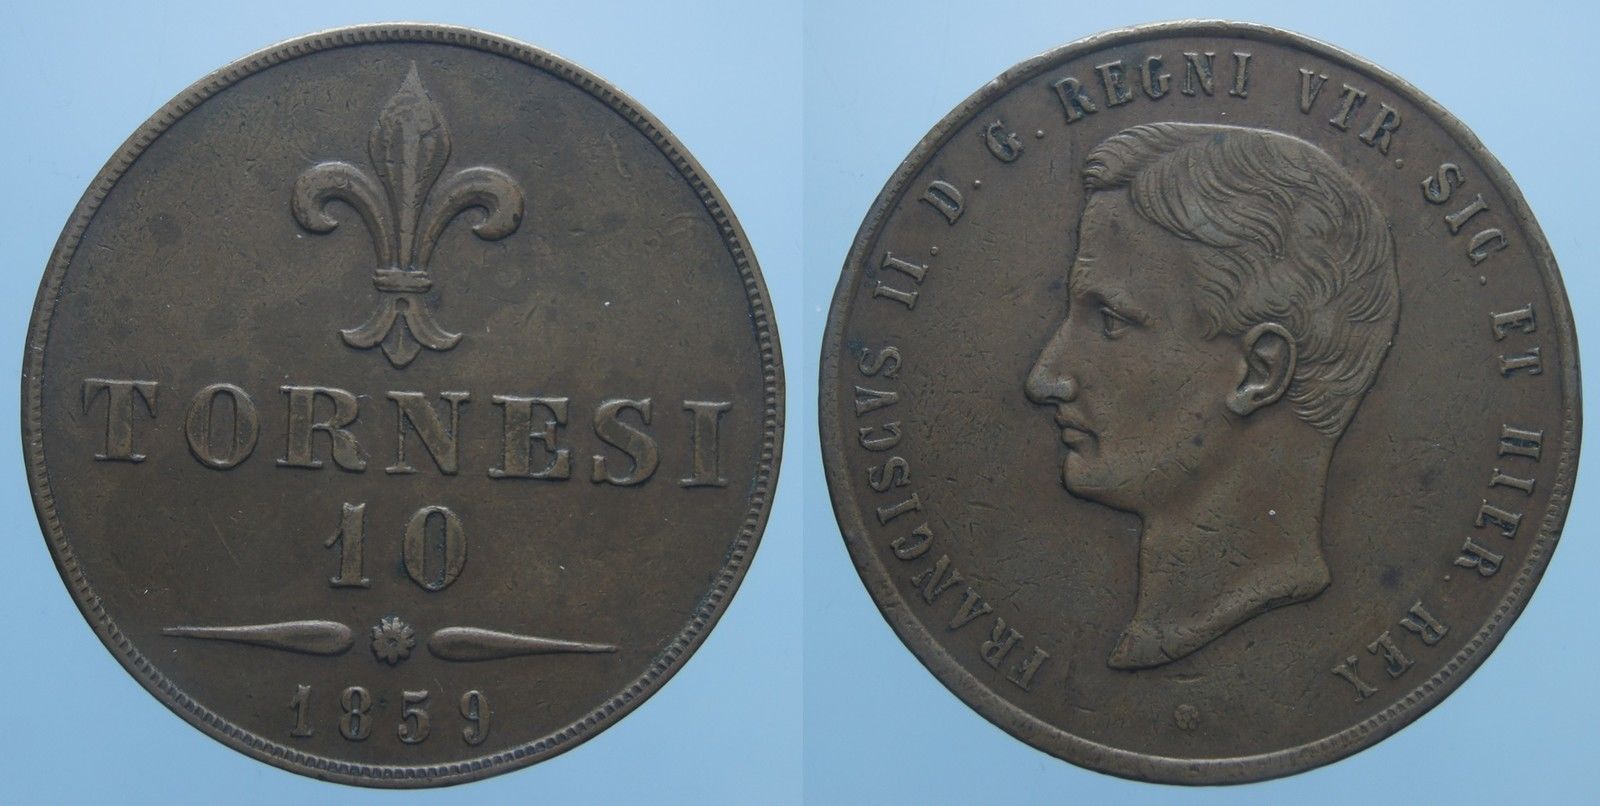 TORNESI
10
1859
FRANCISCVS II. D. G. REGNI VTR. SIC. ET HIER. REX